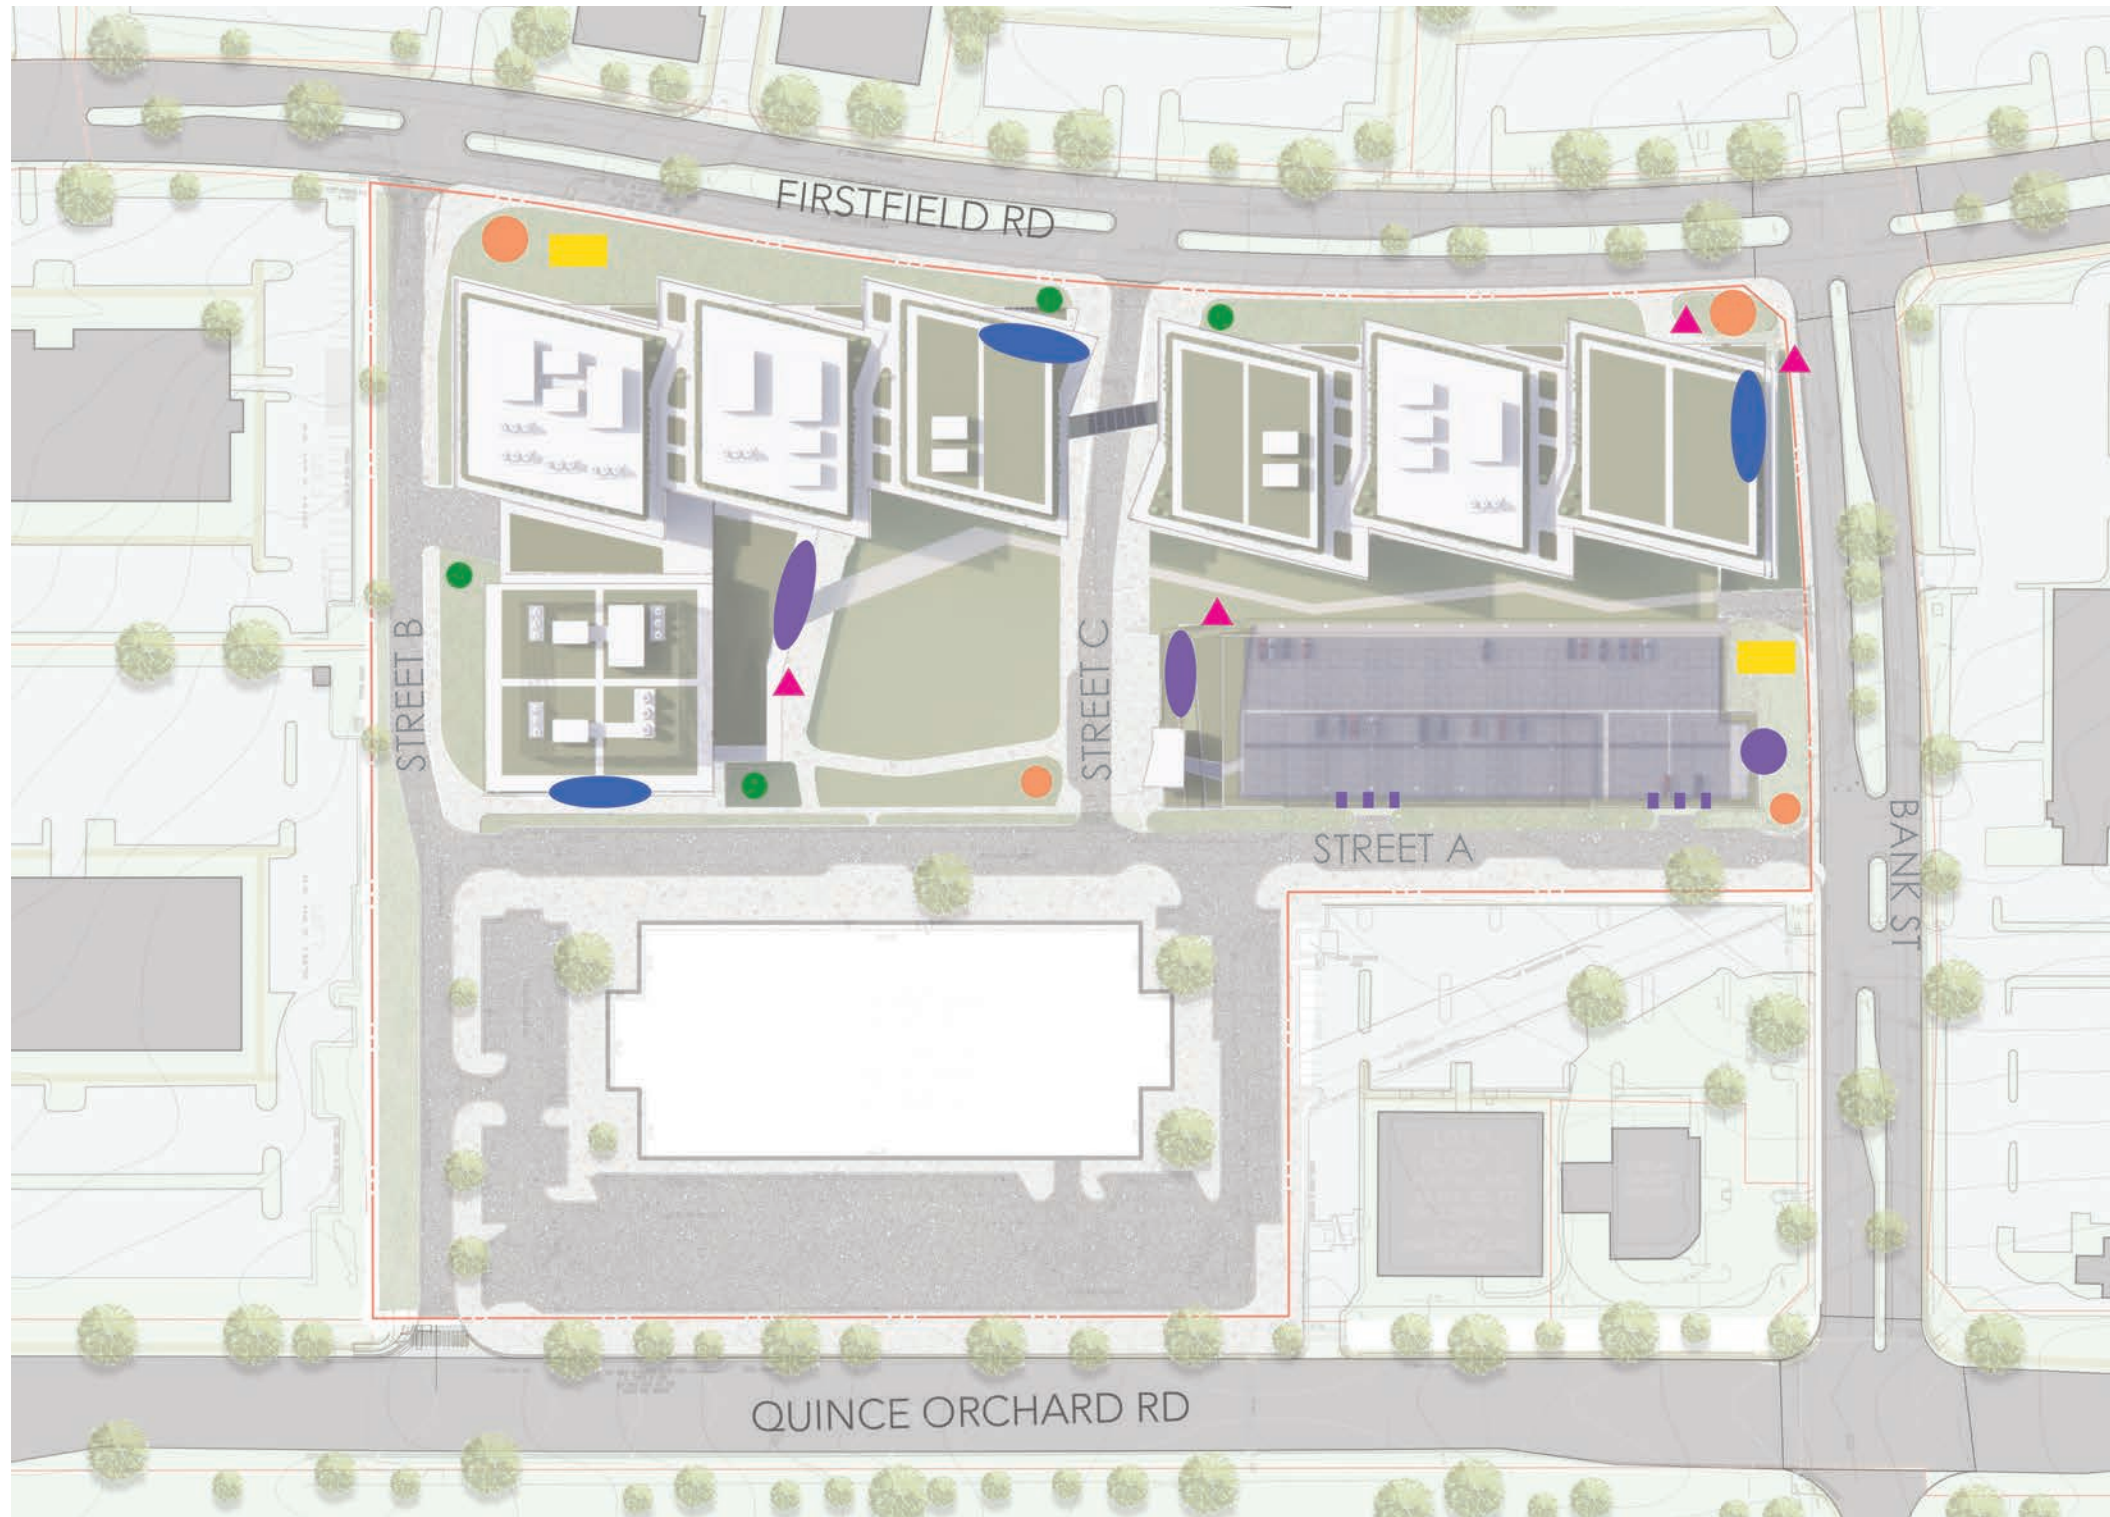 FIRSTFIELD RD
STREET B
STREET C
STREET A
BANK ST
QUINCE ORCHARD RD